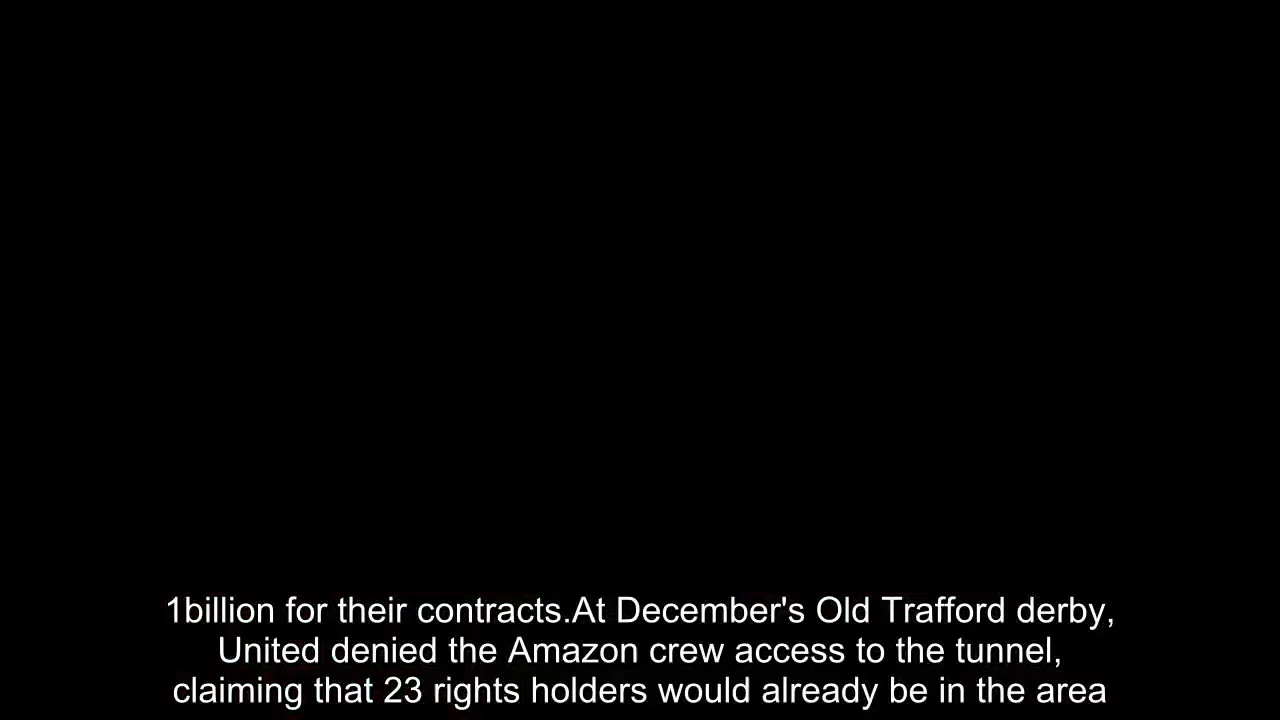 1billion for their contracts.At December's Old Trafford derby,
United denied the Amazon crew access to the tunnel,
claiming that 23 rights holders would already be in the area